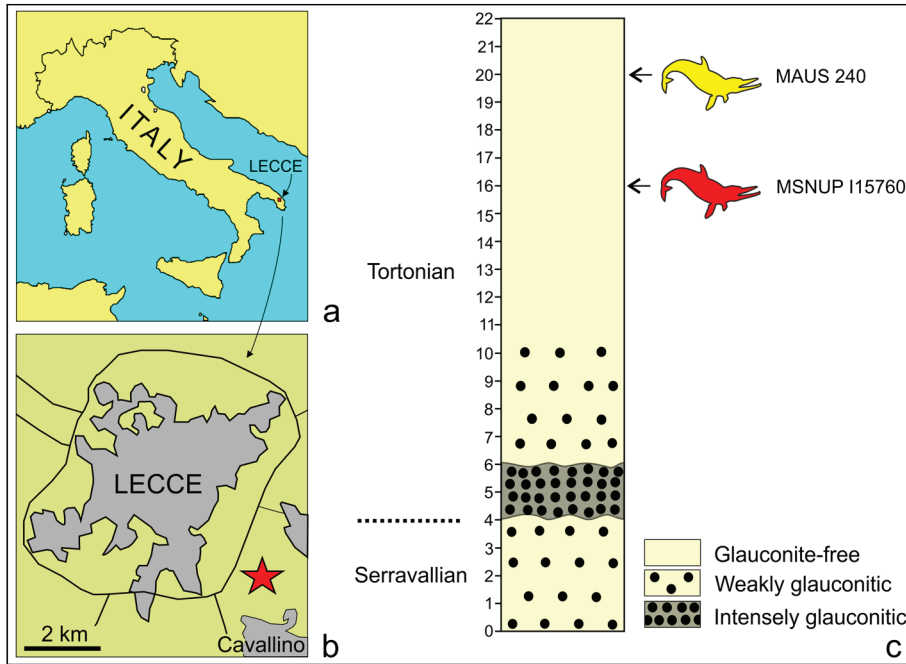 ITALY
LECCE
a
LECCE
2 km
Cavallino
b
22
21
20
19
18
17
16
15
14
13
12
11
10
9
8
7
6
5
4
3
2
1
0
MAUS 240
MSNUP I15760
Tortonian
Serravallian
Glauconite-free
Weakly glauconitic
Intensely glauconitic
c